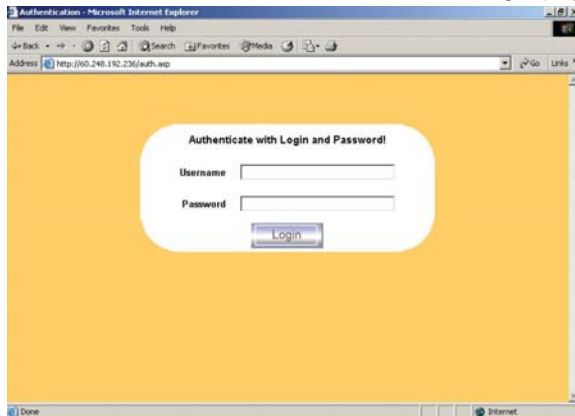 Authentication - Microsoft Internet Explorer
File Edit View Favorites Tools Help
Back Search Favorites Media
Address http://60.248.192.236/auth.asp Go Links
Authenticate with Login and Password!
Username
Password
Login
Done Internet